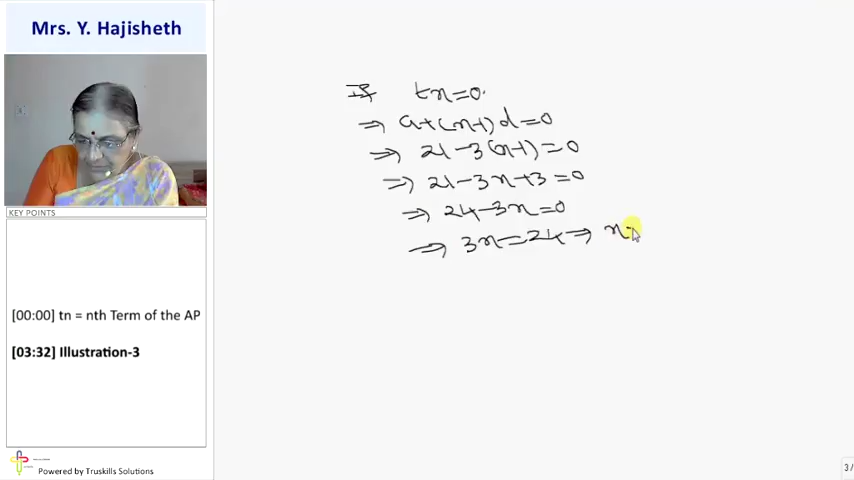 Mrs. Y. Hajisheth
KEY POINTS
[00:00] tn = nth Term of the AP
[03:32] Illustration-3
Powered by Truskills Solutions
If tn=0.
⇒ a+(n-1)d=0
⇒ 21-3(n-1)=0
⇒ 21-3n+3=0
⇒ 24-3n=0
⇒ 3n=24⇒ n=
3/